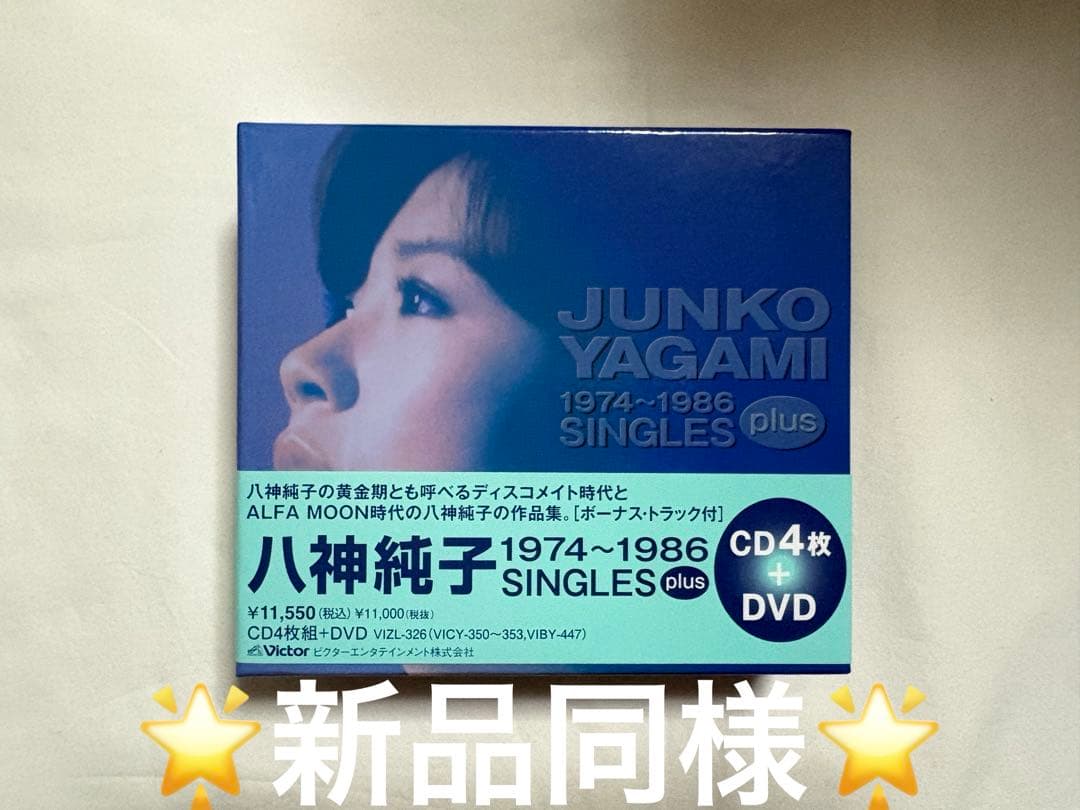 JUNKO
YAGAMI
1974~1986
SINGLES plus
八神純子の黄金期とも呼べるディスコメイト時代と
ALFA MOON時代の八神純子の作品集。[ボーナス・トラック付]
八神純子 1974~1986
SINGLES plus
CD4枚
+
DVD
¥11,550(税込) ¥11,000(税抜)
CD4枚組+DVD VIZL-326(VICY-350~353,VIBY-447)
Victor ビクターエンタテインメント株式会社
🌟新品同様🌟